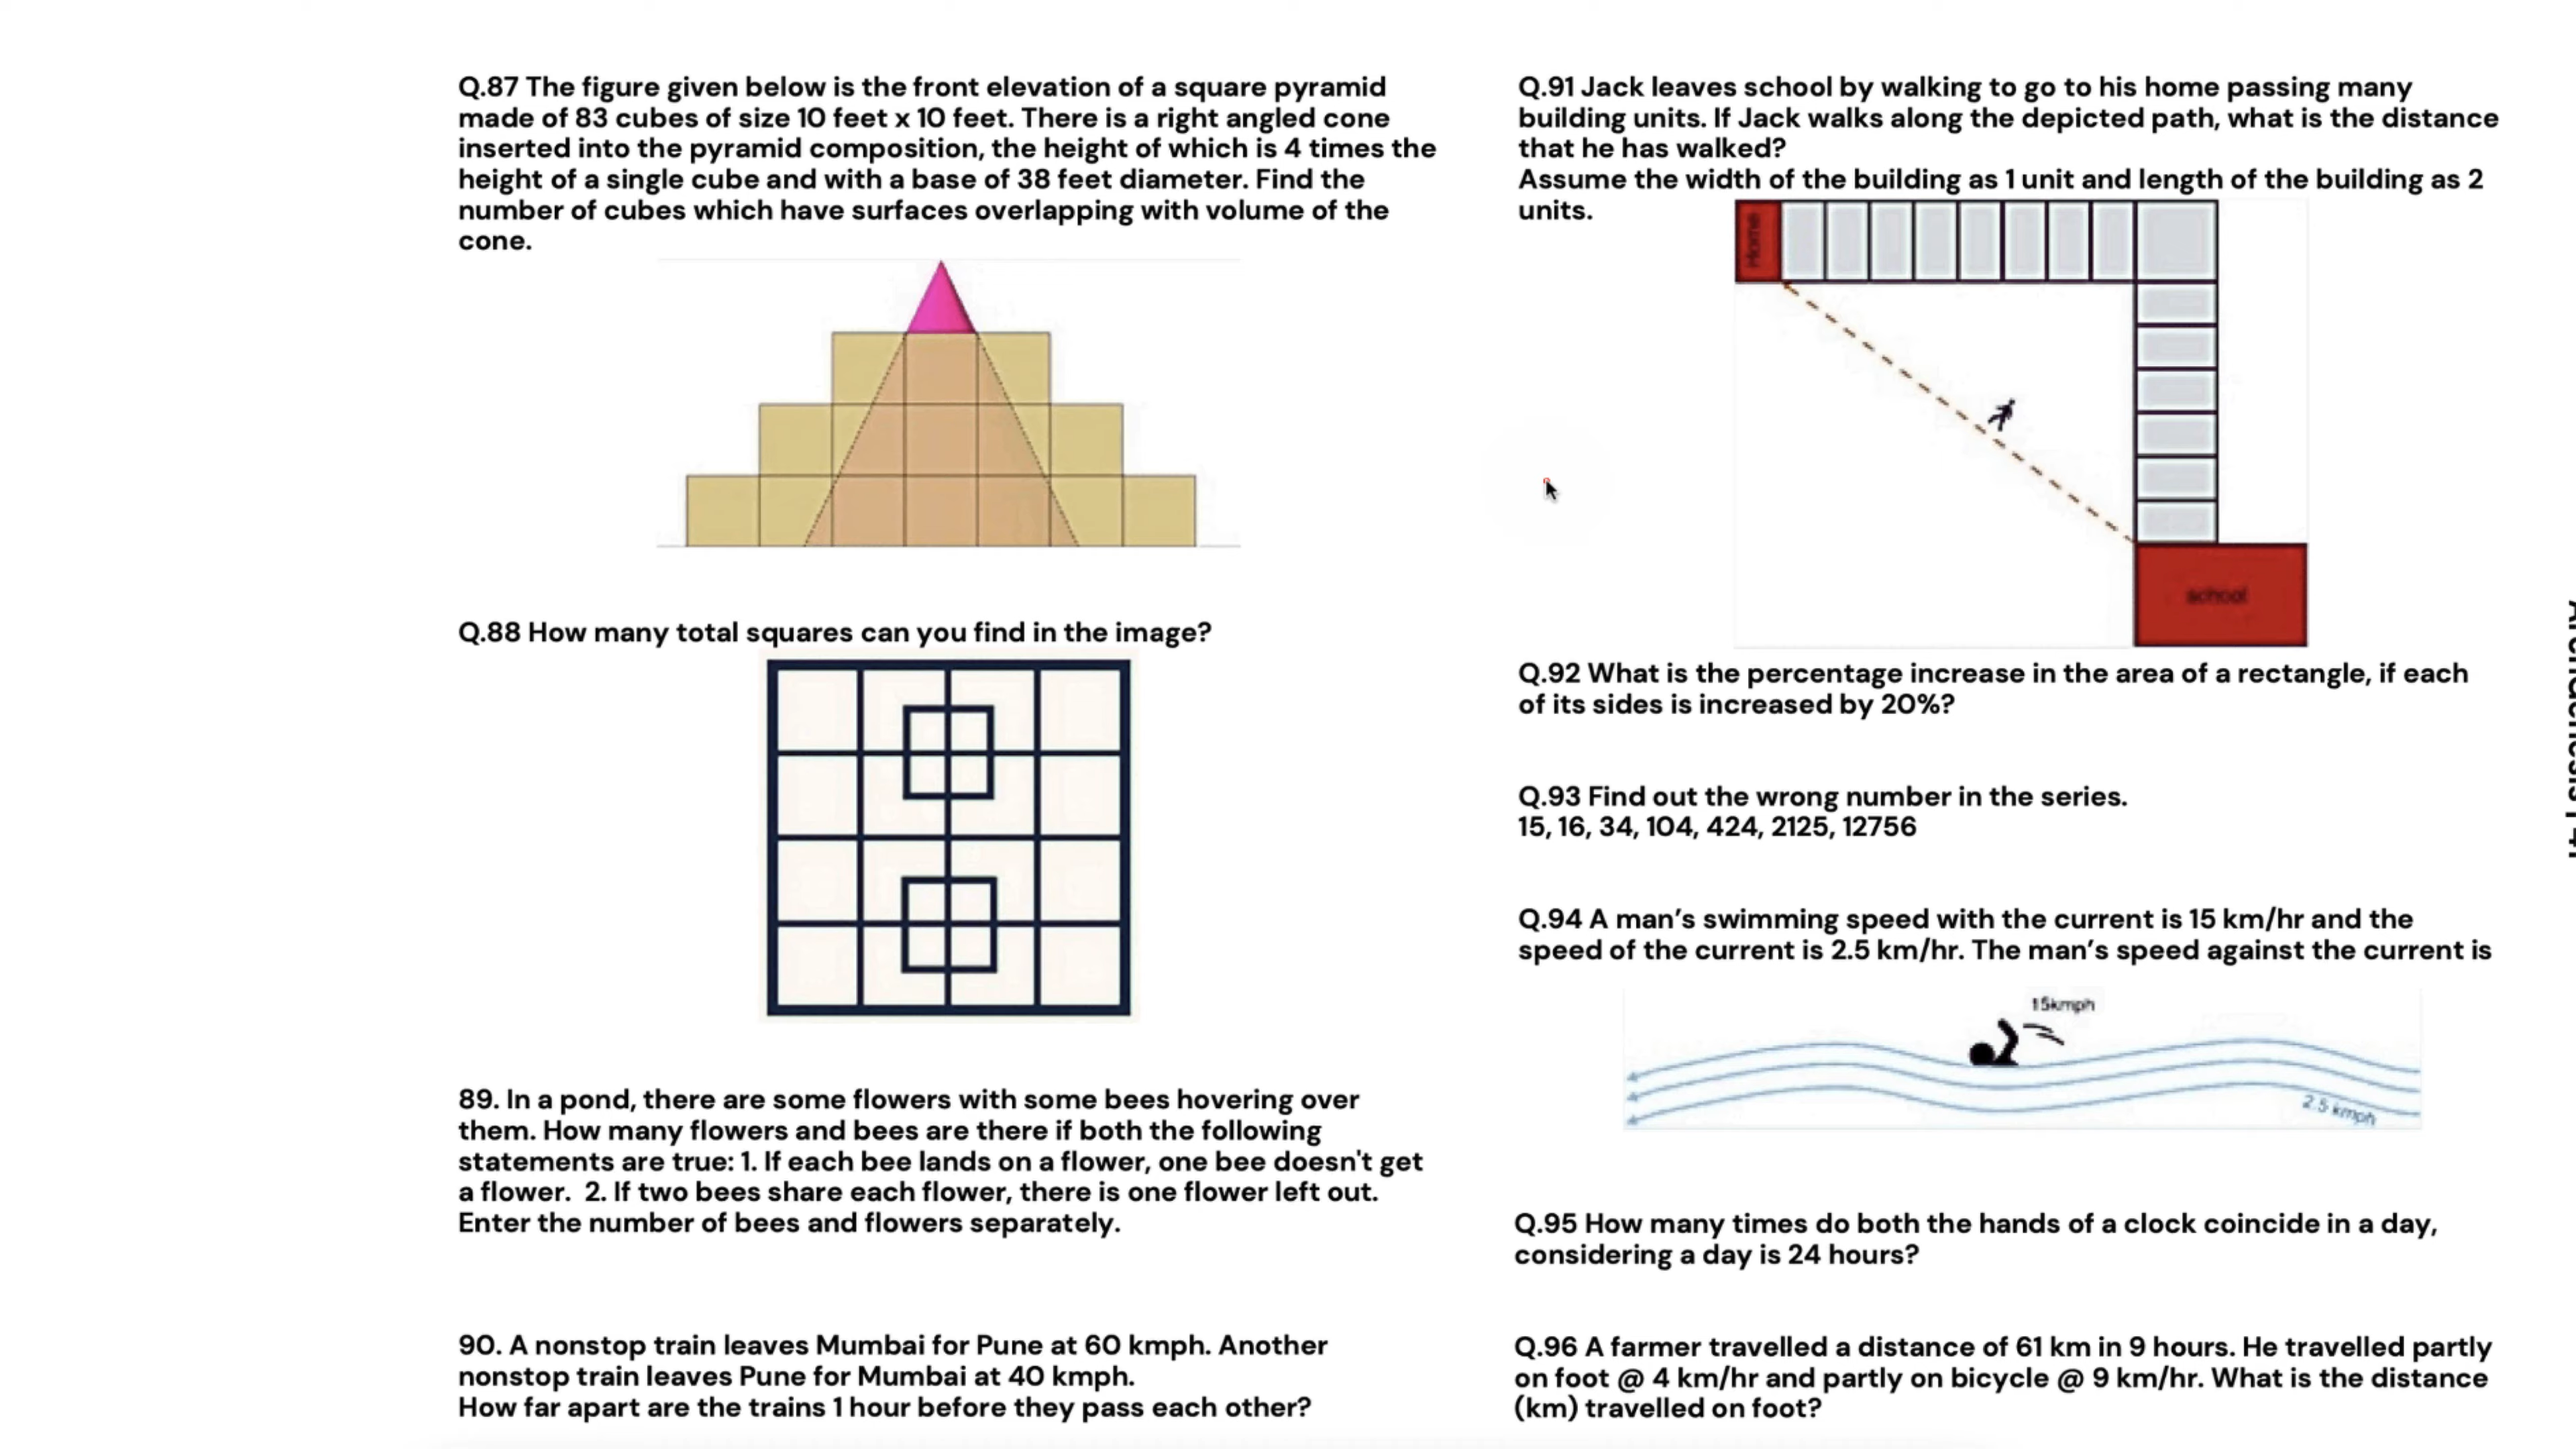 Q.87 The figure given below is the front elevation of a square pyramid
made of 83 cubes of size 10 feet x 10 feet. There is a right angled cone
inserted into the pyramid composition, the height of which is 4 times the
height of a single cube and with a base of 38 feet diameter. Find the
number of cubes which have surfaces overlapping with volume of the
cone.
Q.88 How many total squares can you find in the image?
89. In a pond, there are some flowers with some bees hovering over
them. How many flowers and bees are there if both the following
statements are true: 1. If each bee lands on a flower, one bee doesn't get
a flower. 2. If two bees share each flower, there is one flower left out.
Enter the number of bees and flowers separately.
90. A nonstop train leaves Mumbai for Pune at 60 kmph. Another
nonstop train leaves Pune for Mumbai at 40 kmph.
How far apart are the trains 1 hour before they pass each other?
Q.91 Jack leaves school by walking to go to his home passing many
building units. If Jack walks along the depicted path, what is the distance
that he has walked?
Assume the width of the building as 1 unit and length of the building as 2
units.
Home
school
Q.92 What is the percentage increase in the area of a rectangle, if each
of its sides is increased by 20%?
Q.93 Find out the wrong number in the series.
15, 16, 34, 104, 424, 2125, 12756
Q.94 A man’s swimming speed with the current is 15 km/hr and the
speed of the current is 2.5 km/hr. The man’s speed against the current is
15kmph
2.5 kmph
Q.95 How many times do both the hands of a clock coincide in a day,
considering a day is 24 hours?
Q.96 A farmer travelled a distance of 61 km in 9 hours. He travelled partly
on foot @ 4 km/hr and partly on bicycle @ 9 km/hr. What is the distance
(km) travelled on foot?